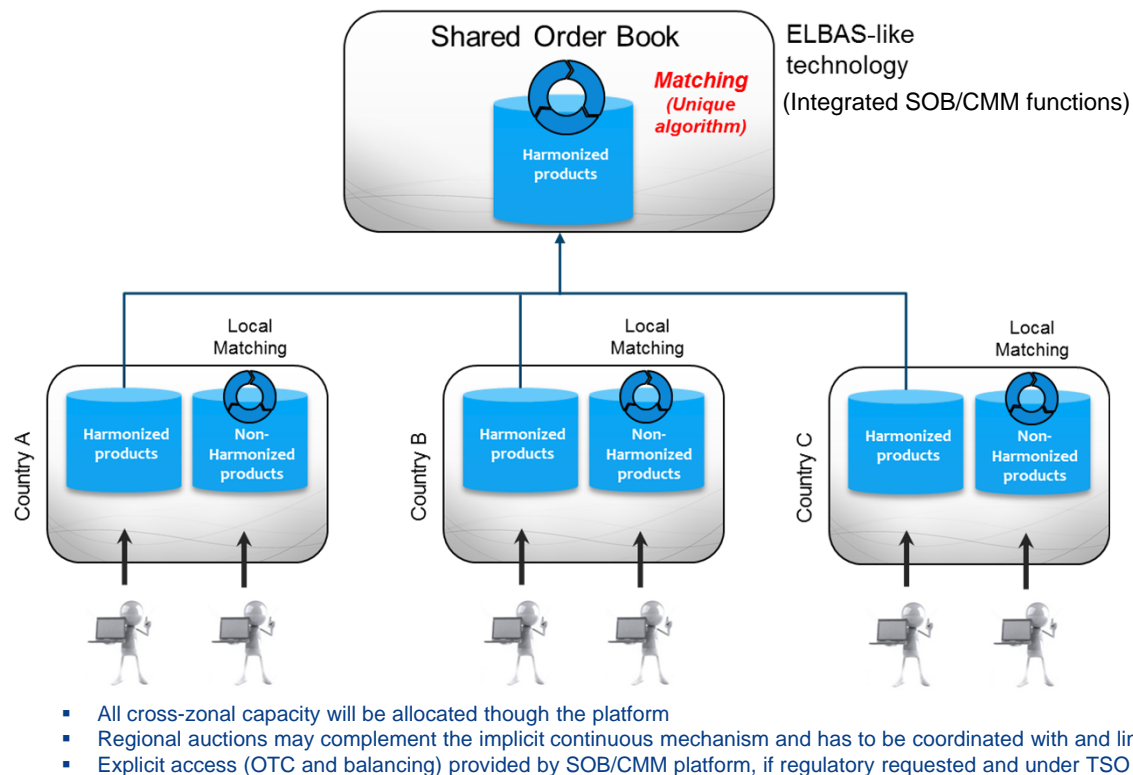 Shared Order Book
ELBAS-like
technology
(Integrated SOB/CMM functions)
Matching
(Unique
algorithm)
Harmonized
products
Local
Matching
Local
Matching
Local
Matching
Country A
Harmonized
products
Non-
Harmonized
products
Country B
Harmonized
products
Non-
Harmonized
products
Country C
Harmonized
products
Non-
Harmonized
products
▪ All cross-zonal capacity will be allocated though the platform
▪ Regional auctions may complement the implicit continuous mechanism and has to be coordinated with and
▪ Explicit access (OTC and balancing) provided by SOB/CMM platform, if regulatory requested and under TSO